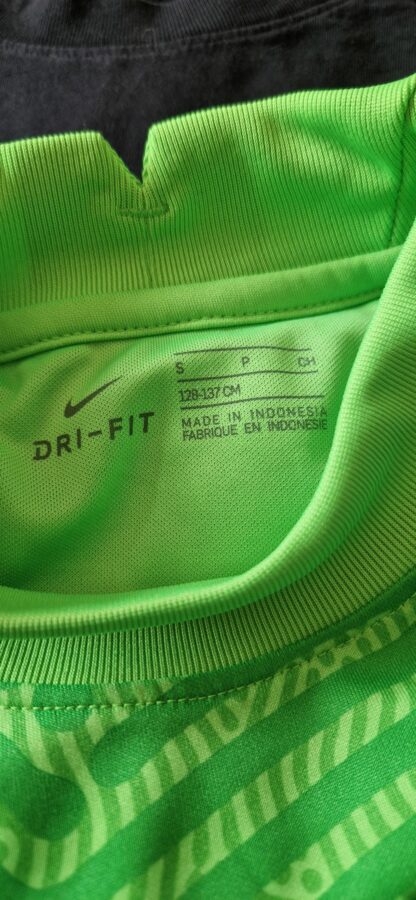 S P CH
128-137 CM
DRI-FIT
MADE IN INDONESIA
FABRIQUE EN INDONESIE